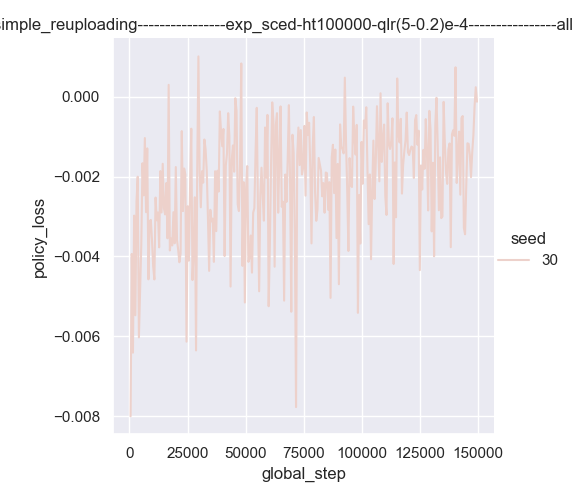 simple_reuploading----------------exp_sced-ht100000-qlr(5-0.2)e-4----------------all
0.000
−0.002
−0.004
−0.006
−0.008
policy_loss
seed
30
0 25000 50000 75000 100000 125000 150000
global_step